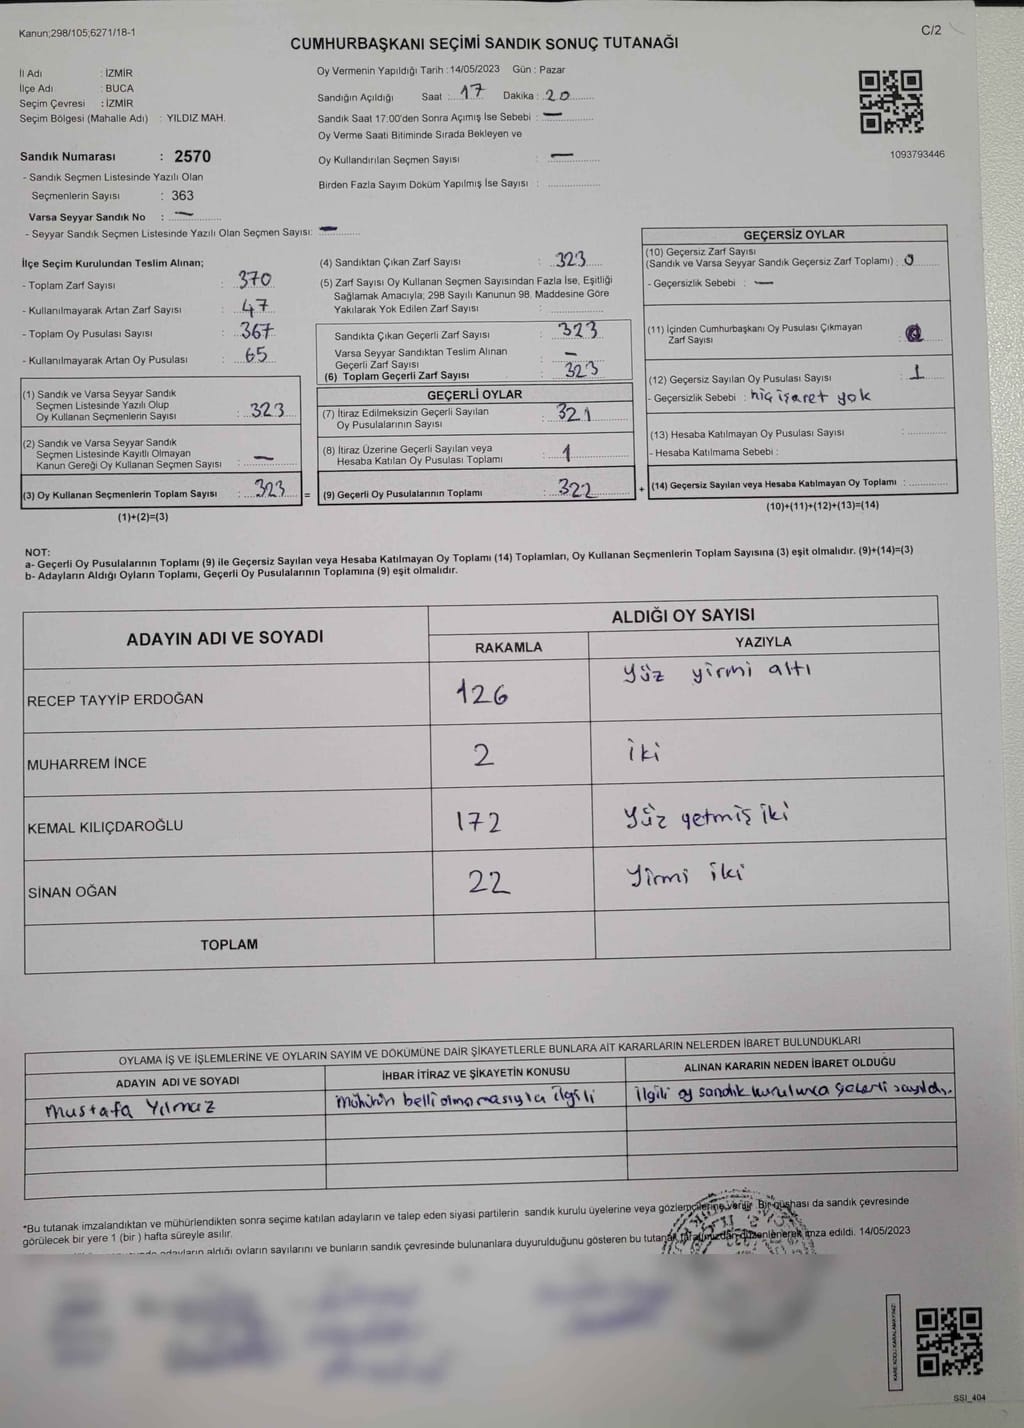 Kanun;298/105;6271/18-1
C/2
CUMHURBAŞKANI SEÇİMİ SANDIK SONUÇ TUTANAĞI
İl Adı : İZMİR
İlçe Adı : BUCA
Seçim Çevresi : İZMİR
Seçim Bölgesi (Mahalle Adı) : YILDIZ MAH.
Sandık Numarası : 2570
- Sandık Seçmen Listesinde Yazılı Olan
Seçmenlerin Sayısı : 363
Varsa Seyyar Sandık No : —
- Seyyar Sandık Seçmen Listesinde Yazılı Olan Seçmen Sayısı: —
Oy Vermenin Yapıldığı Tarih : 14/05/2023 Gün : Pazar
Sandığın Açıldığı Saat : 17 Dakika : 20
Sandık Saat 17:00'den Sonra Açımış İse Sebebi : —
Oy Verme Saati Bitiminde Sırada Bekleyen ve
Oy Kullandırılan Seçmen Sayısı : —
Birden Fazla Sayım Döküm Yapılmış İse Sayısı :
1093793446
İlçe Seçim Kurulundan Teslim Alınan;
- Toplam Zarf Sayısı : 370
- Kullanılmayarak Artan Zarf Sayısı : 47
- Toplam Oy Pusulası Sayısı : 367
- Kullanılmayarak Artan Oy Pusulası : 65
(1) Sandık ve Varsa Seyyar Sandık
Seçmen Listesinde Yazılı Olup
Oy Kullanan Seçmenlerin Sayısı : 323
(2) Sandık ve Varsa Seyyar Sandık
Seçmen Listesinde Kayıtlı Olmayan
Kanun Gereği Oy Kullanan Seçmen Sayısı : —
(3) Oy Kullanan Seçmenlerin Toplam Sayısı : 323 =
(1)+(2)=(3)
(4) Sandıktan Çıkan Zarf Sayısı : 323
(5) Zarf Sayısı Oy Kullanan Seçmen Sayısından Fazla İse, Eşitliği
Sağlamak Amacıyla; 298 Sayılı Kanunun 98. Maddesine Göre
Yakılarak Yok Edilen Zarf Sayısı :
Sandıkta Çıkan Geçerli Zarf Sayısı : 323
Varsa Seyyar Sandıktan Teslim Alınan
Geçerli Zarf Sayısı : —
(6) Toplam Geçerli Zarf Sayısı : 323
GEÇERLİ OYLAR
(7) İtiraz Edilmeksizin Geçerli Sayılan
Oy Pusulalarının Sayısı : 321
(8) İtiraz Üzerine Geçerli Sayılan veya
Hesaba Katılan Oy Pusulası Toplamı : 1
(9) Geçerli Oy Pusulalarının Toplamı : 322 +
GEÇERSİZ OYLAR
(10) Geçersiz Zarf Sayısı
(Sandık ve Varsa Seyyar Sandık Geçersiz Zarf Toplamı) : 0
- Geçersizlik Sebebi : —
(11) İçinden Cumhurbaşkanı Oy Pusulası Çıkmayan
Zarf Sayısı :
(12) Geçersiz Sayılan Oy Pusulası Sayısı : 1
- Geçersizlik Sebebi : hiç işaret yok
(13) Hesaba Katılmayan Oy Pusulası Sayısı :
- Hesaba Katılmama Sebebi :
(14) Geçersiz Sayılan veya Hesaba Katılmayan Oy Toplamı :
(10)+(11)+(12)+(13)=(14)
NOT:
a- Geçerli Oy Pusulalarının Toplamı (9) ile Geçersiz Sayılan veya Hesaba Katılmayan Oy Toplamı (14) Toplamları, Oy Kullanan Seçmenlerin Toplam Sayısına (3) eşit olmalıdır. (9)+(14)=(3)
b- Adayların Aldığı Oyların Toplamı, Geçerli Oy Pusulalarının Toplamına (9) eşit olmalıdır.
ADAYIN ADI VE SOYADI
ALDIĞI OY SAYISI
RAKAMLA YAZIYLA
RECEP TAYYİP ERDOĞAN 126 yüz yirmi altı
MUHARREM İNCE 2 iki
KEMAL KILIÇDAROĞLU 172 yüz yetmiş iki
SİNAN OĞAN 22 yirmi iki
TOPLAM
OYLAMA İŞ VE İŞLEMLERİNE VE OYLARIN SAYIM VE DÖKÜMÜNE DAİR ŞİKAYETLERLE BUNLARA AİT KARARLARIN NELERDEN İBARET BULUNDUKLARI
ADAYIN ADI VE SOYADI İHBAR İTİRAZ VE ŞİKAYETİN KONUSU ALINAN KARARIN NEDEN İBARET OLDUĞU
Mustafa Yılmaz mührün belli olmamasıyla ilgili ilgili oy sandık kurulunca geçerli sayıldı.
*Bu tutanak imzalandıktan ve mühürlendikten sonra seçime katılan adayların ve talep eden siyasi partilerin sandık kurulu üyelerine veya gözlemcilerine verilir. Bir nüshası da sandık çevresinde
görülecek bir yere 1 (bir ) hafta süreyle asılır.
adayların aldığı oyların sayılarını ve bunların sandık çevresinde bulunanlara duyurulduğunu gösteren bu tutanak tarafımızdan düzenlenerek imza edildi. 14/05/2023
KARE KODU KARALAMAYINIZ!
SSI_404